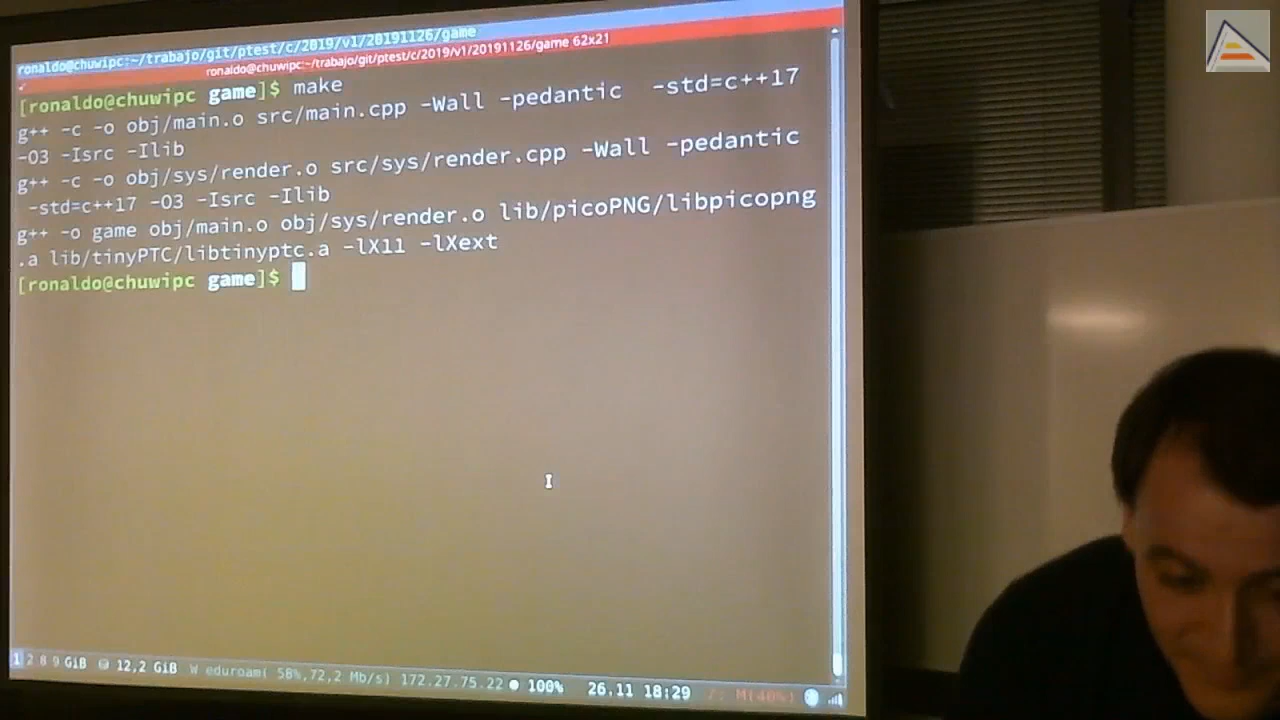 ronaldo@chuwipc:~/trabajo/git/ptest/c/2019/v1/20191126/game
ronaldo@chuwipc:~/trabajo/git/ptest/c/2019/v1/20191126/game 62x21
[ronaldo@chuwipc game]$ make
g++ -c -o obj/main.o src/main.cpp -Wall -pedantic  -std=c++17
-O3 -Isrc -Ilib
g++ -c -o obj/sys/render.o src/sys/render.cpp -Wall -pedantic
-std=c++17 -O3 -Isrc -Ilib
g++ -o game obj/main.o obj/sys/render.o lib/picoPNG/libpicopng
.a lib/tinyPTC/libtinyptc.a -lX11 -lXext
[ronaldo@chuwipc game]$
1 2 8 9 GiB 12,2 GiB W eduroam( 58%,72,2 Mb/s) 172.27.75.22 100% 26.11 18:29